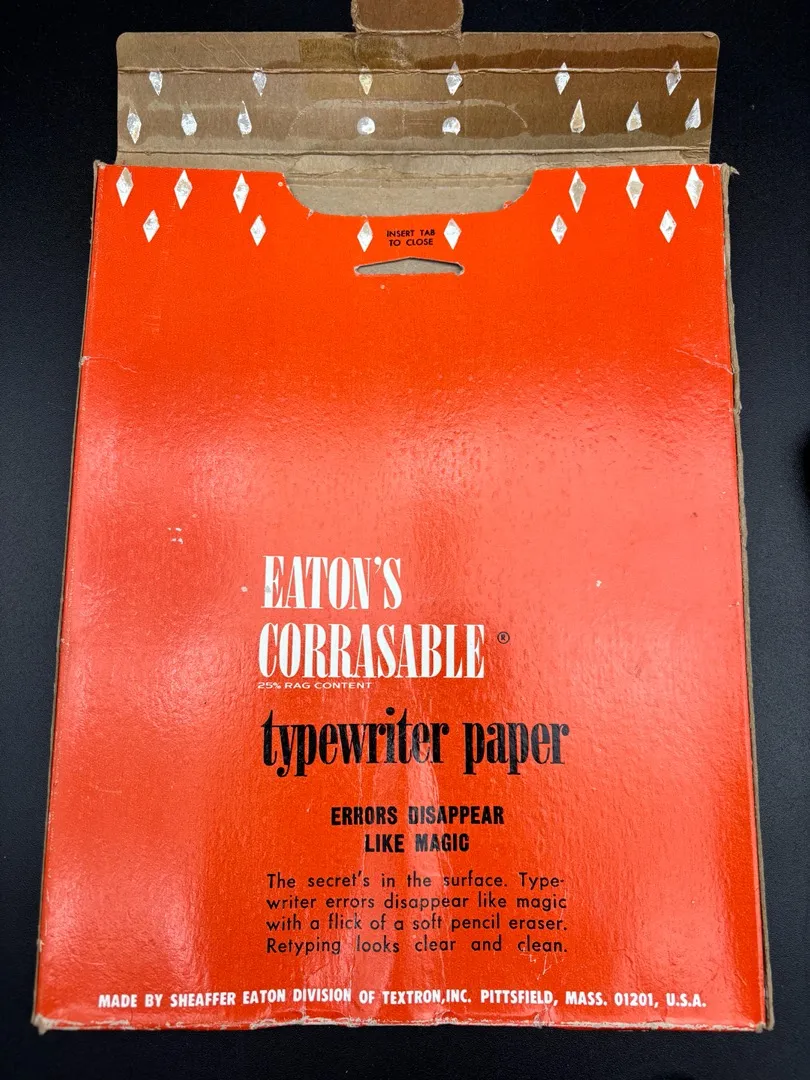 INSERT TAB
TO CLOSE
EATON'S
CORRASABLE ®
25% RAG CONTENT
typewriter paper
ERRORS DISAPPEAR
LIKE MAGIC
The secret's in the surface. Type-
writer errors disappear like magic
with a flick of a soft pencil eraser.
Retyping looks clear and clean.
MADE BY SHEAFFER EATON DIVISION OF TEXTRON,INC. PITTSFIELD, MASS. 01201, U.S.A.